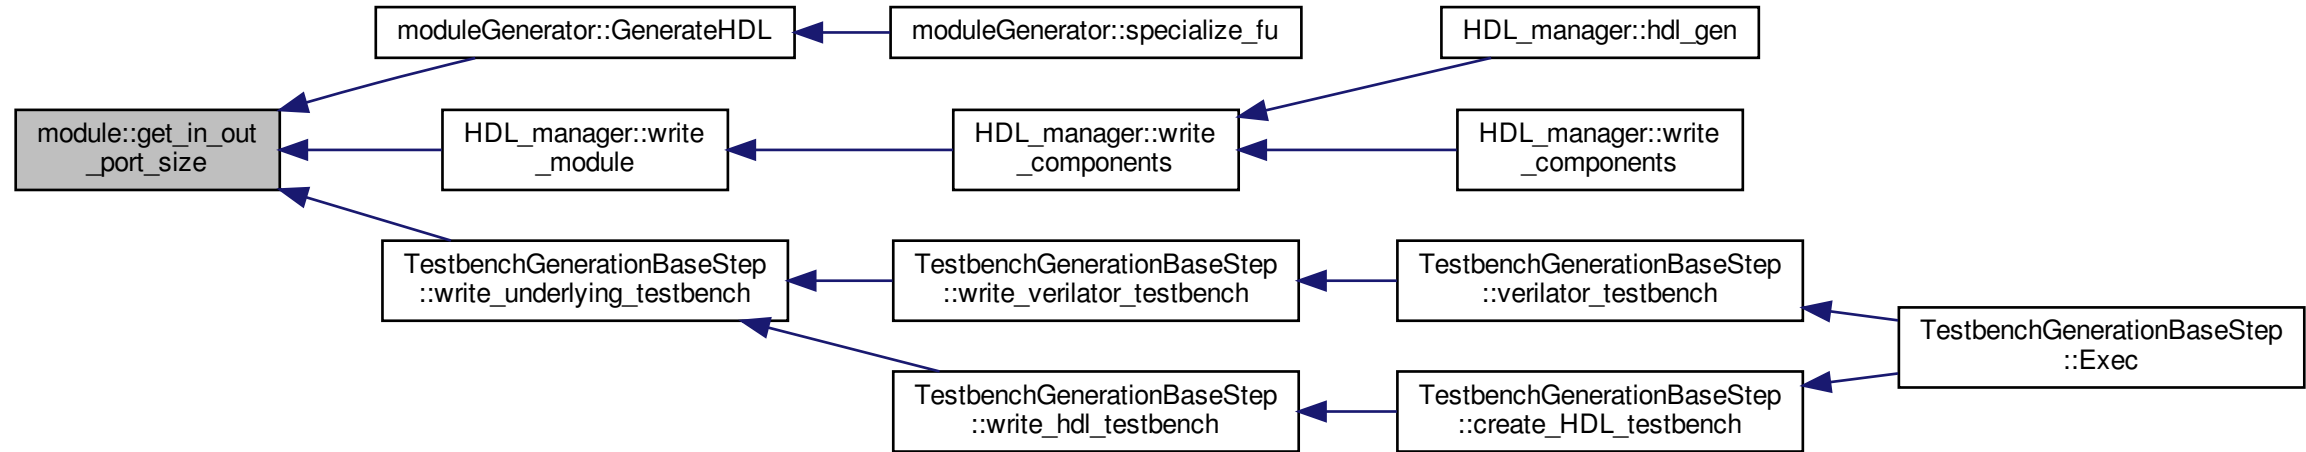 moduleGenerator::GenerateHDL
moduleGenerator::specialize_fu
HDL_manager::hdl_gen
module::get_in_out
_port_size
HDL_manager::write
_module
HDL_manager::write
_components
HDL_manager::write
_components
TestbenchGenerationBaseStep
::write_underlying_testbench
TestbenchGenerationBaseStep
::write_verilator_testbench
TestbenchGenerationBaseStep
::verilator_testbench
TestbenchGenerationBaseStep
::Exec
TestbenchGenerationBaseStep
::write_hdl_testbench
TestbenchGenerationBaseStep
::create_HDL_testbench